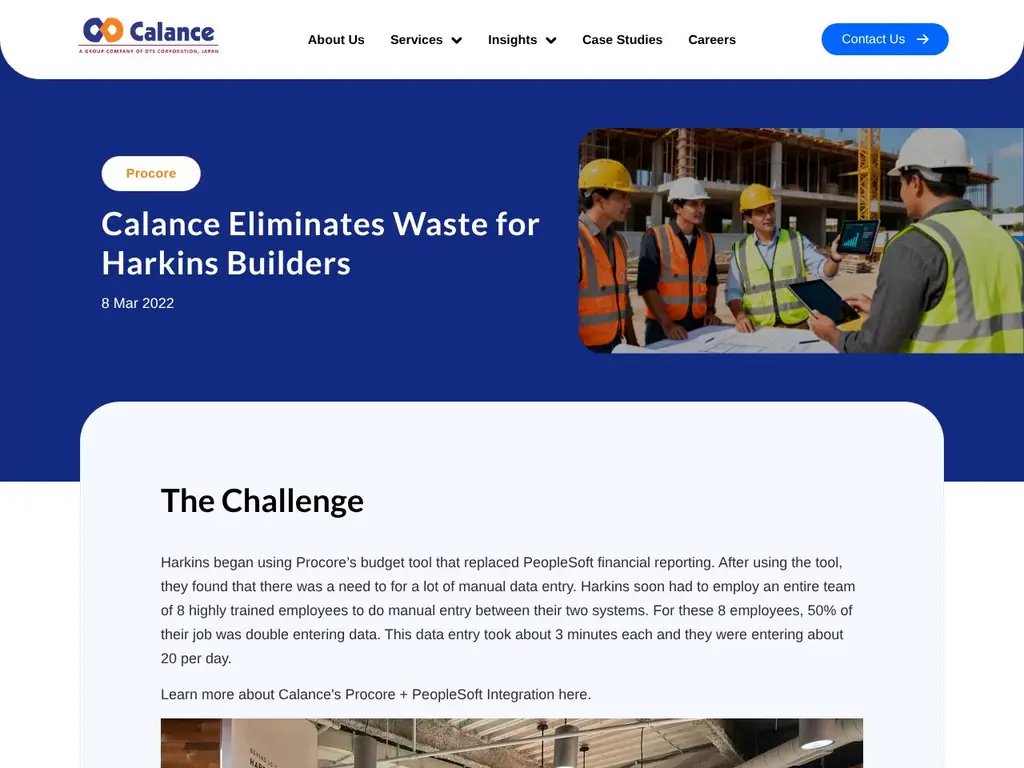 Calance
A GROUP COMPANY OF DTS CORPORATION, JAPAN
About Us
Services
Insights
Case Studies
Careers
Contact Us
Procore
Calance Eliminates Waste for
Harkins Builders
8 Mar 2022
The Challenge
Harkins began using Procore’s budget tool that replaced PeopleSoft financial reporting. After using the tool,
they found that there was a need to for a lot of manual data entry. Harkins soon had to employ an entire team
of 8 highly trained employees to do manual entry between their two systems. For these 8 employees, 50% of
their job was double entering data. This data entry took about 3 minutes each and they were entering about
20 per day.
Learn more about Calance's Procore + PeopleSoft Integration here.